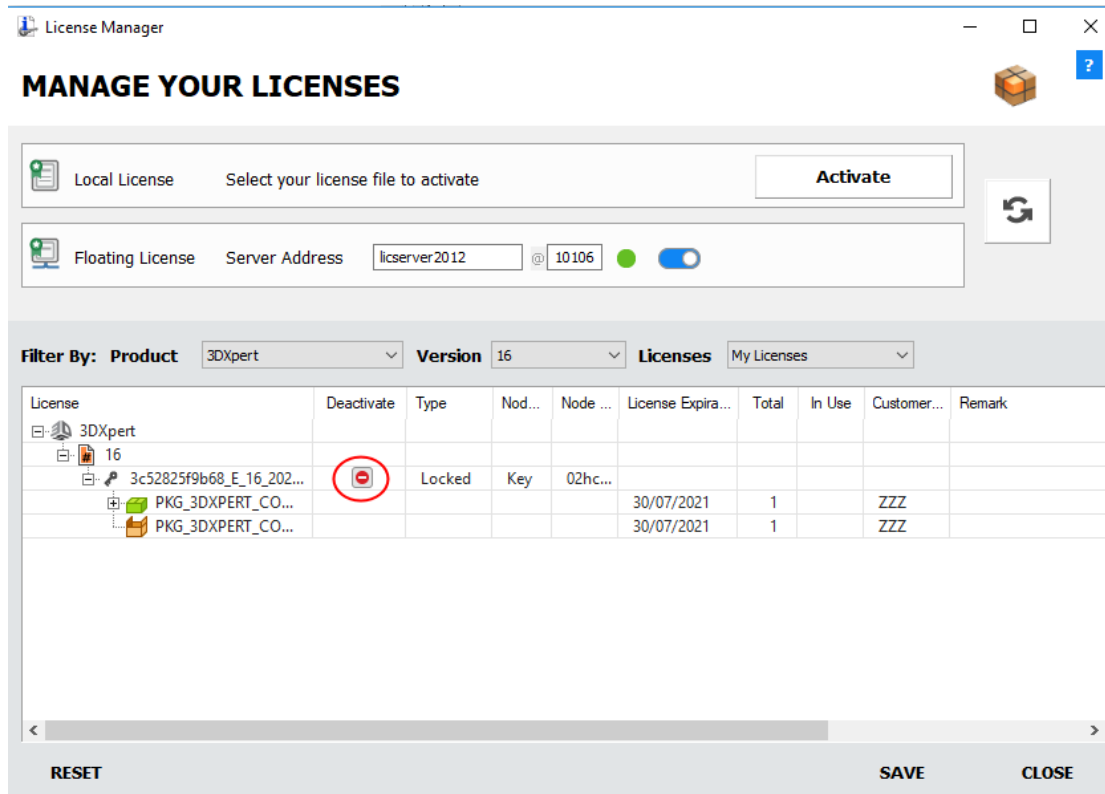 License Manager
?
MANAGE YOUR LICENSES
Local License Select your license file to activate Activate
Floating License Server Address licserver2012 @ 10106
Filter By: Product 3DXpert Version 16 Licenses My Licenses
License Deactivate Type Nod... Node ... License Expira... Total In Use Customer... Remark
3DXpert
16
3c52825f9b68_E_16_202... Locked Key 02hc...
PKG_3DXPERT_CO... 30/07/2021 1 ZZZ
PKG_3DXPERT_CO... 30/07/2021 1 ZZZ
RESET SAVE CLOSE